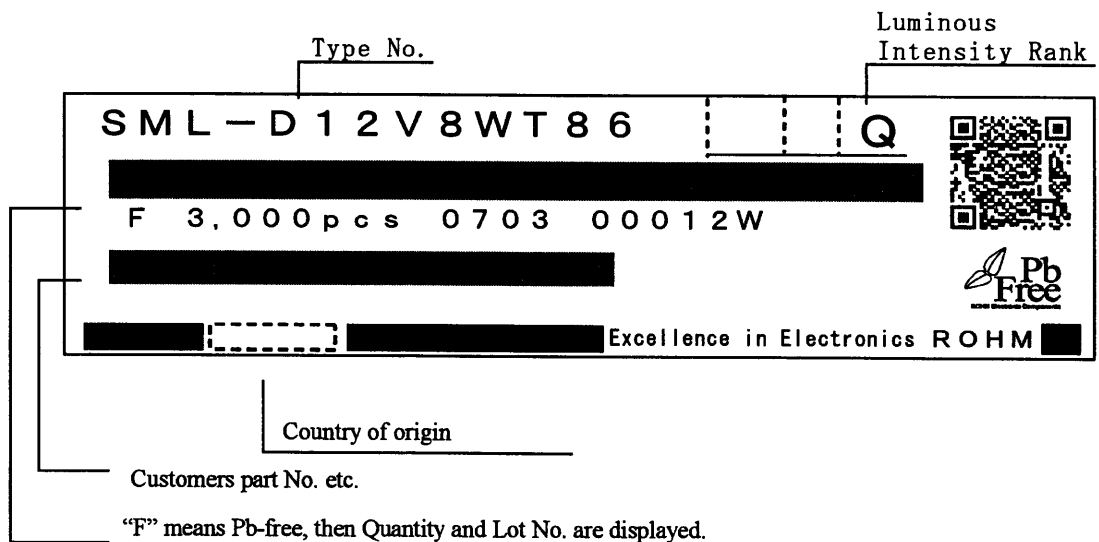 Luminous
Intensity Rank
Type No.
SML-D12V8WT86 Q
F 3,000pcs 0703 00012W
Pb
Free
Excellence in Electronics ROHM
Country of origin
Customers part No. etc.
“F” means Pb-free, then Quantity and Lot No. are displayed.